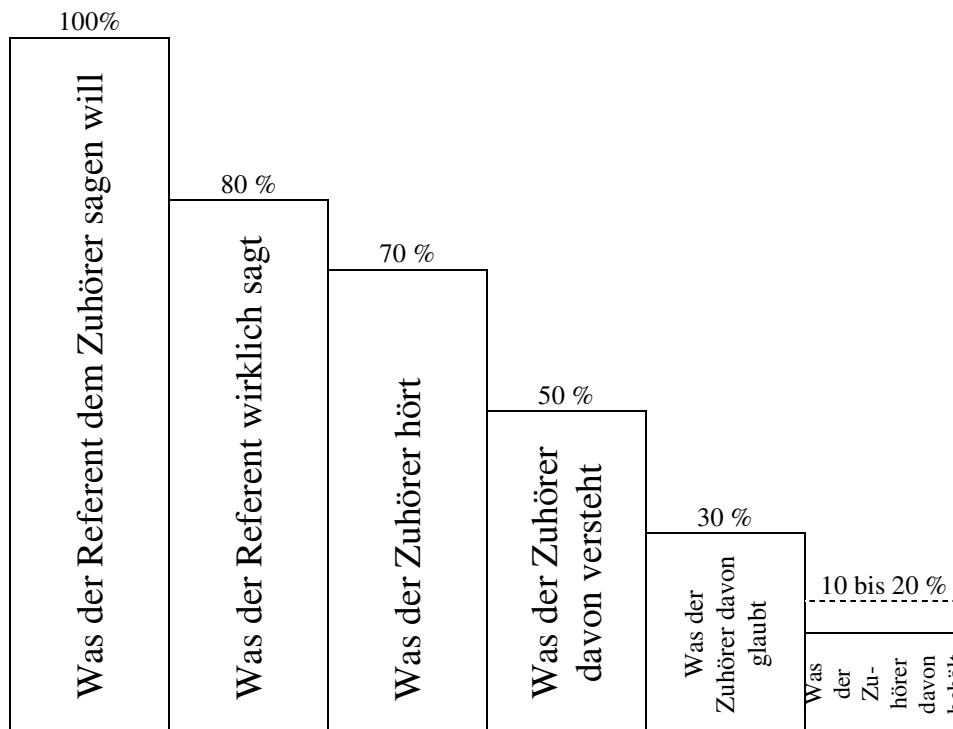 100%
Was der Referent dem Zuhörer sagen will
80 %
Was der Referent wirklich sagt
70 %
Was der Zuhörer hört
50 %
Was der Zuhörer
davon versteht
30 %
Was der
Zuhörer davon
glaubt
10 bis 20 %
Was
der
Zu-
hörer
davon